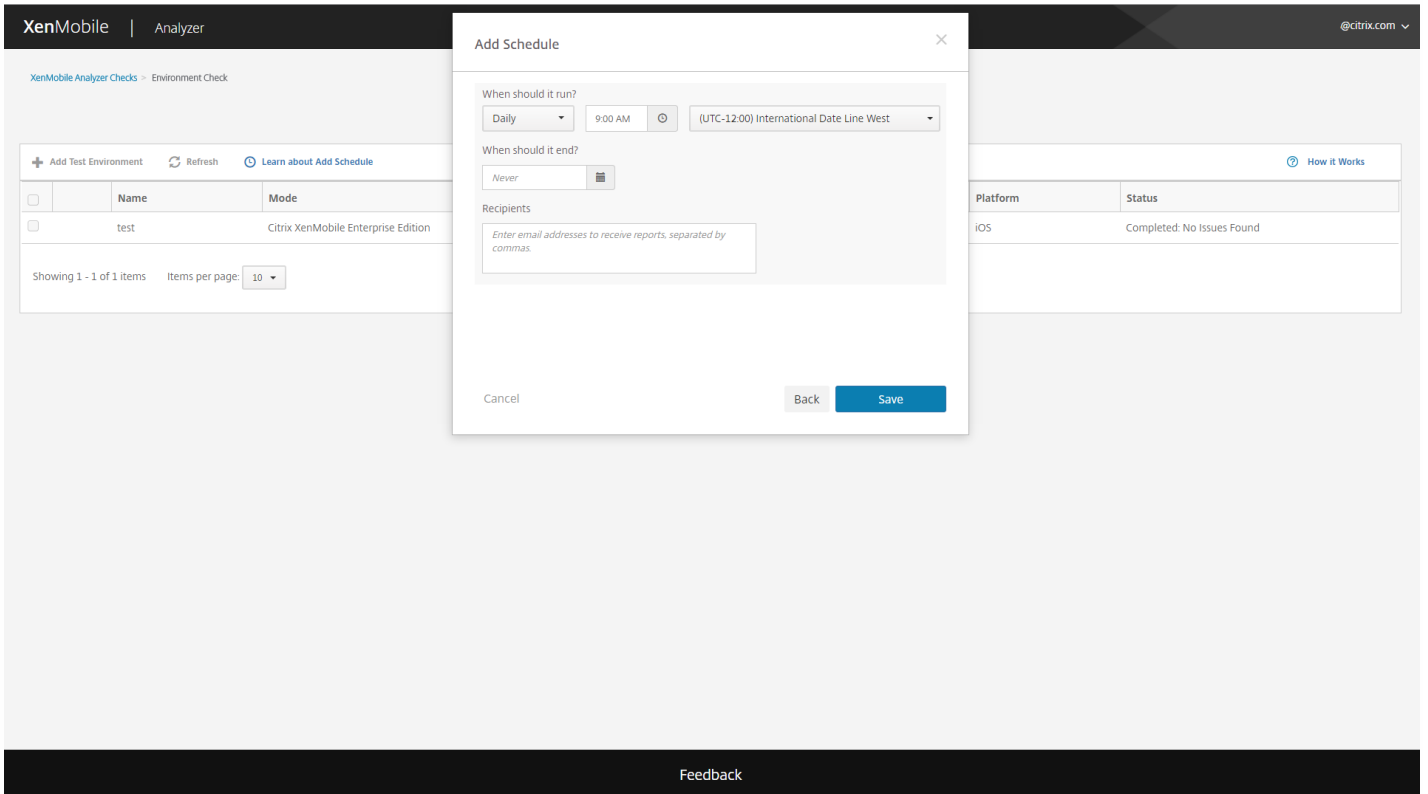 XenMobile | Analyzer
@citrix.com
XenMobile Analyzer Checks > Environment Check
Add Schedule
When should it run?
Daily 9:00 AM (UTC-12:00) International Date Line West
When should it end?
Never
Recipients
Enter email addresses to receive reports, separated by
commas.
Cancel Back Save
Add Test Environment Refresh Learn about Add Schedule How it Works
Name Mode Platform Status
test Citrix XenMobile Enterprise Edition iOS Completed: No Issues Found
Showing 1 - 1 of 1 items Items per page: 10
Feedback